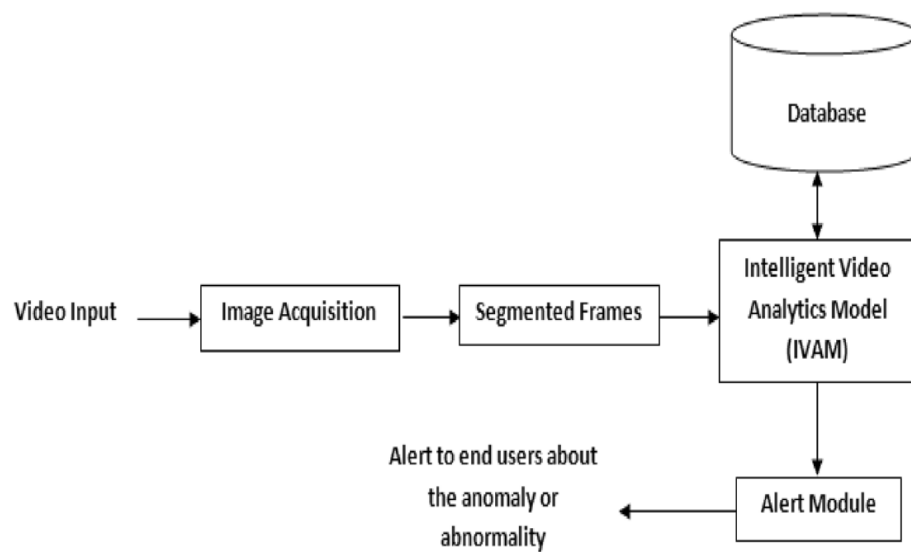 Database
Video Input
Image Acquisition
Segmented Frames
Intelligent Video
Analytics Model
(IVAM)
Alert to end users about
the anomaly or
abnormality
Alert Module